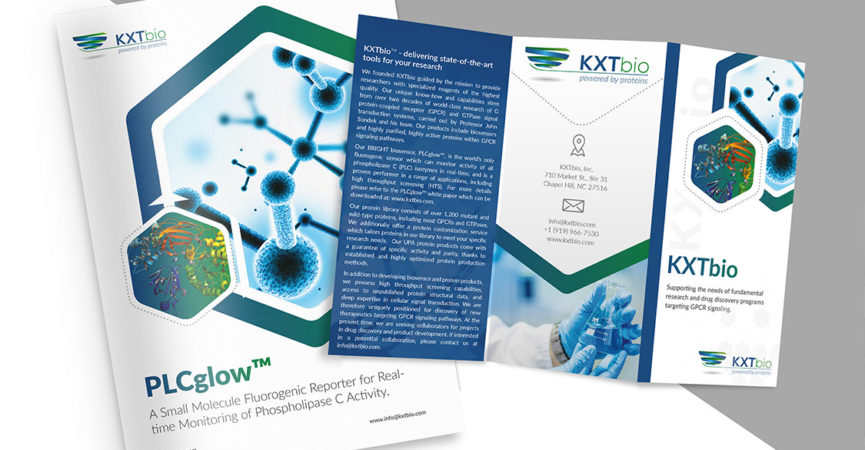 KXTbio
powered by proteins
PLCglow™
A Small Molecule Fluorogenic Reporter for Real-
time Monitoring of Phospholipase C Activity.
www.info@kxtbio.com
KXTbio™ - delivering state-of-the-art
tools for your research
We founded KXTbio guided by the mission to provide
researchers with specialized reagents of the highest
quality. Our unique know-how and capabilities stem
from over two decades of world-class research of G
protein-coupled receptor (GPCR) and GTPase signal
transduction systems, carried out by Professor John
Sondek and his team. Our products include biosensors
and highly purified, highly active proteins within GPCR
signaling pathways.
Our BRIGHT biosensor, PLCglow™, is the world's only
fluorogenic sensor which can monitor activity of all
phospholipase C (PLC) isozymes in real-time, and is a
proven performer in a range of applications, including
high throughput screening (HTS). For more details
please refer to the PLCglow™ white paper which can be
downloaded at: www.kxtbio.com.
Our protein library consists of over 1,200 mutant and
wild-type proteins, including most GPCRs and GTPases.
We additionally offer a protein customization service
which tailors proteins in our library to meet your specific
research needs. Our UPA protein products come with
a guarantee of specific activity and purity, thanks to
established and highly optimized protein production
methods.
In addition to developing biosensor and protein products,
we possess high throughput screening capabilities,
access to unpublished protein structural data, and
deep expertise in cellular signal transduction. We are
therefore uniquely positioned for discovery of new
therapeutics targeting GPCR signaling pathways. At the
present time, we are seeking collaborators for projects
in drug discovery and product development. If interested
in a potential collaboration, please contact us at
info@kxtbio.com.
KXTbio
powered by proteins
KXTbio, Inc.
710 Market St., Ste 31
Chapel Hill, NC 27516
info@kxtbio.com
+1 (919) 966-7530
www.kxtbio.com
KXTbio
Supporting the needs of fundamental
research and drug discovery programs
targeting GPCR signaling.
KXTbio
powered by proteins